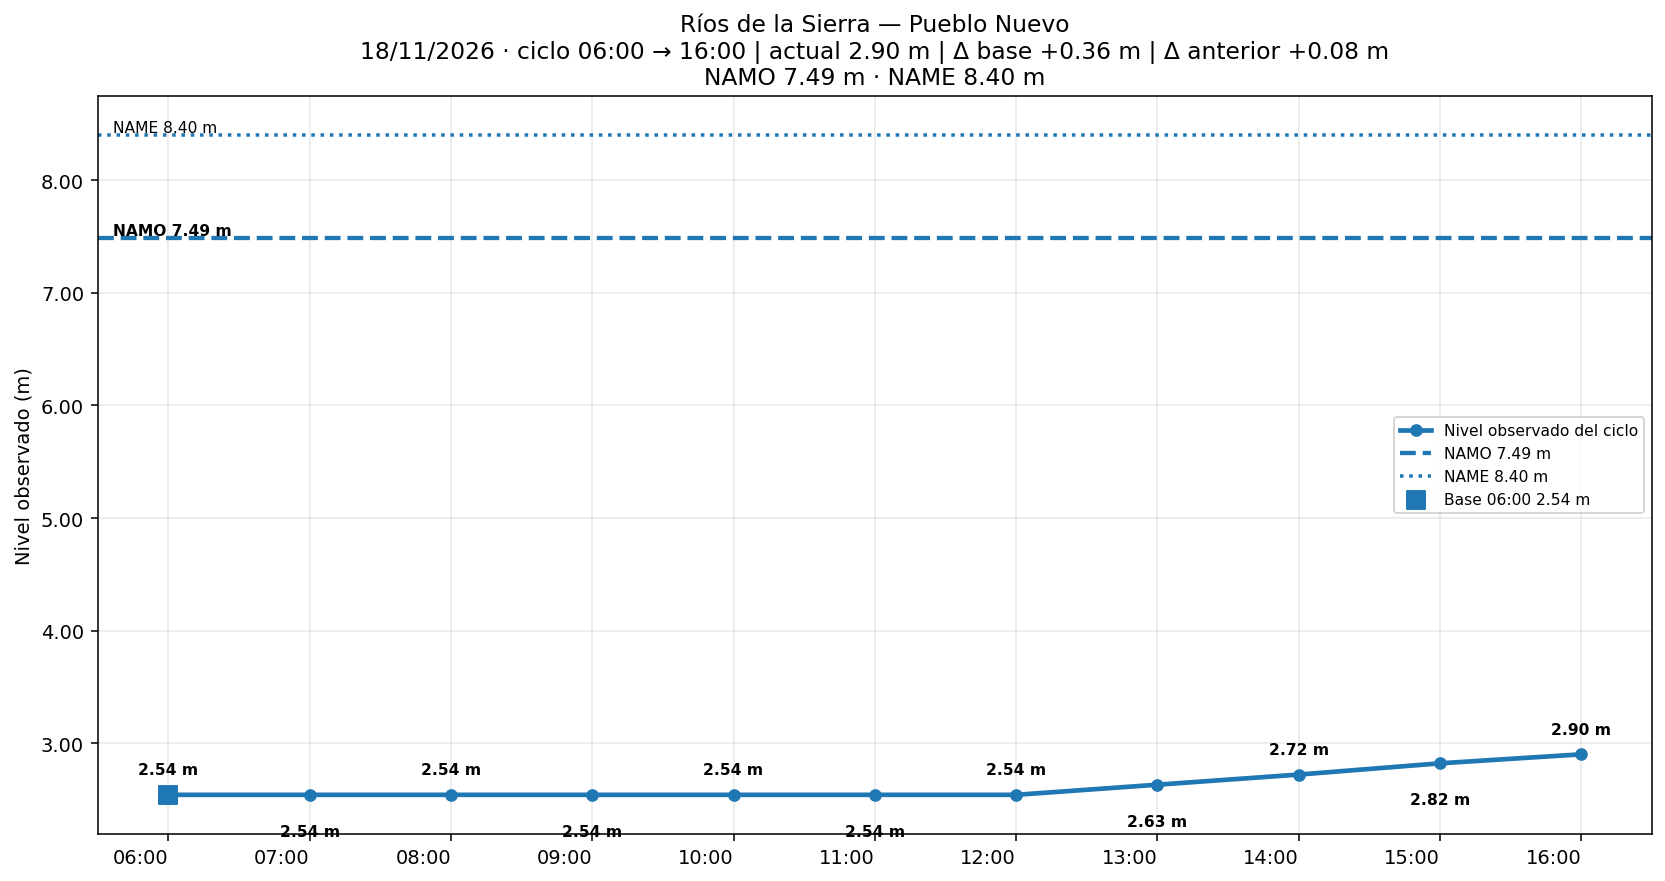 Ríos de la Sierra — Pueblo Nuevo
18/11/2026 · ciclo 06:00 → 16:00 | actual 2.90 m | Δ base +0.36 m | Δ anterior +0.08 m
NAMO 7.49 m · NAME 8.40 m
NAME 8.40 m
8.00
NAMO 7.49 m
7.00
6.00
Nivel observado (m)
5.00
4.00
3.00
Nivel observado del ciclo
NAMO 7.49 m
NAME 8.40 m
Base 06:00 2.54 m
2.54 m
2.54 m
2.54 m
2.54 m
2.54 m
2.54 m
2.54 m
2.63 m
2.72 m
2.82 m
2.90 m
06:00
07:00
08:00
09:00
10:00
11:00
12:00
13:00
14:00
15:00
16:00